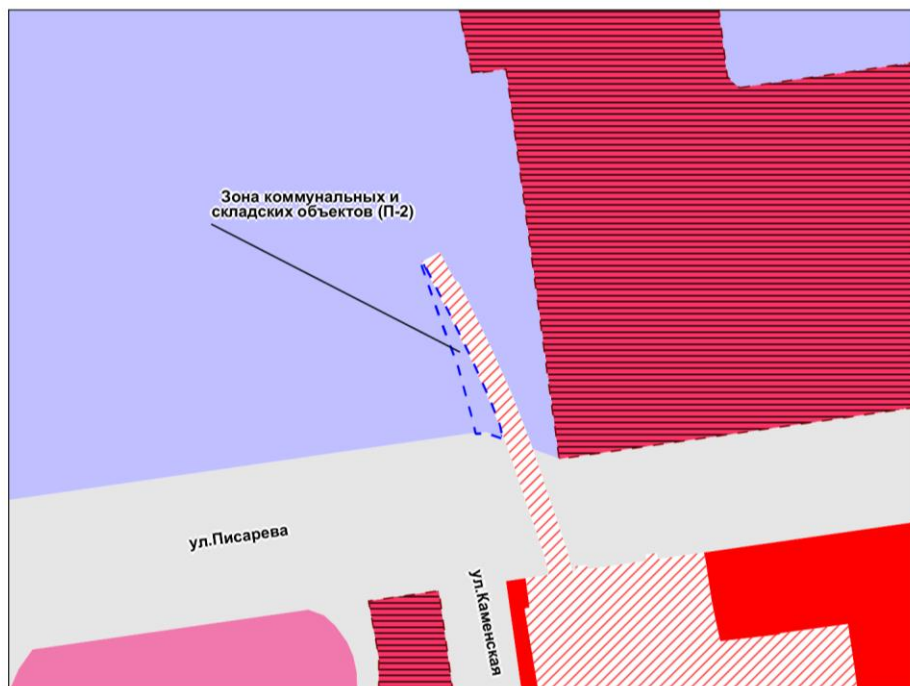 Зона коммунальных и
складских объектов (П-2)
ул.Писарева
ул.Каменская